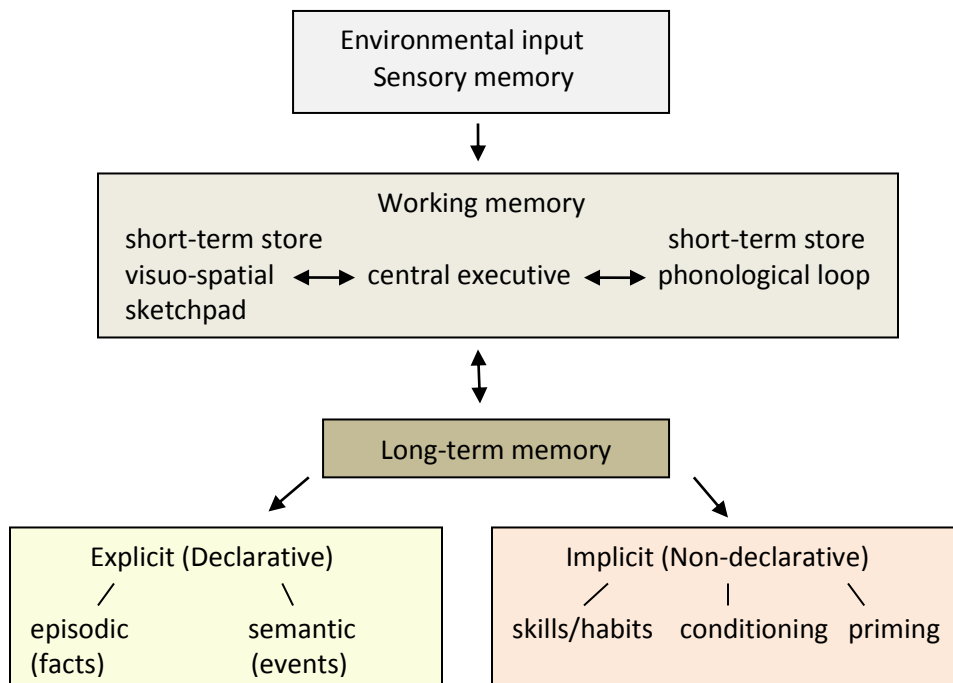 Environmental input
Sensory memory
Working memory
short-term store
visuo-spatial
sketchpad
central executive
short-term store
phonological loop
Long-term memory
Explicit (Declarative)
episodic
(facts)
semantic
(events)
Implicit (Non-declarative)
skills/habits conditioning priming